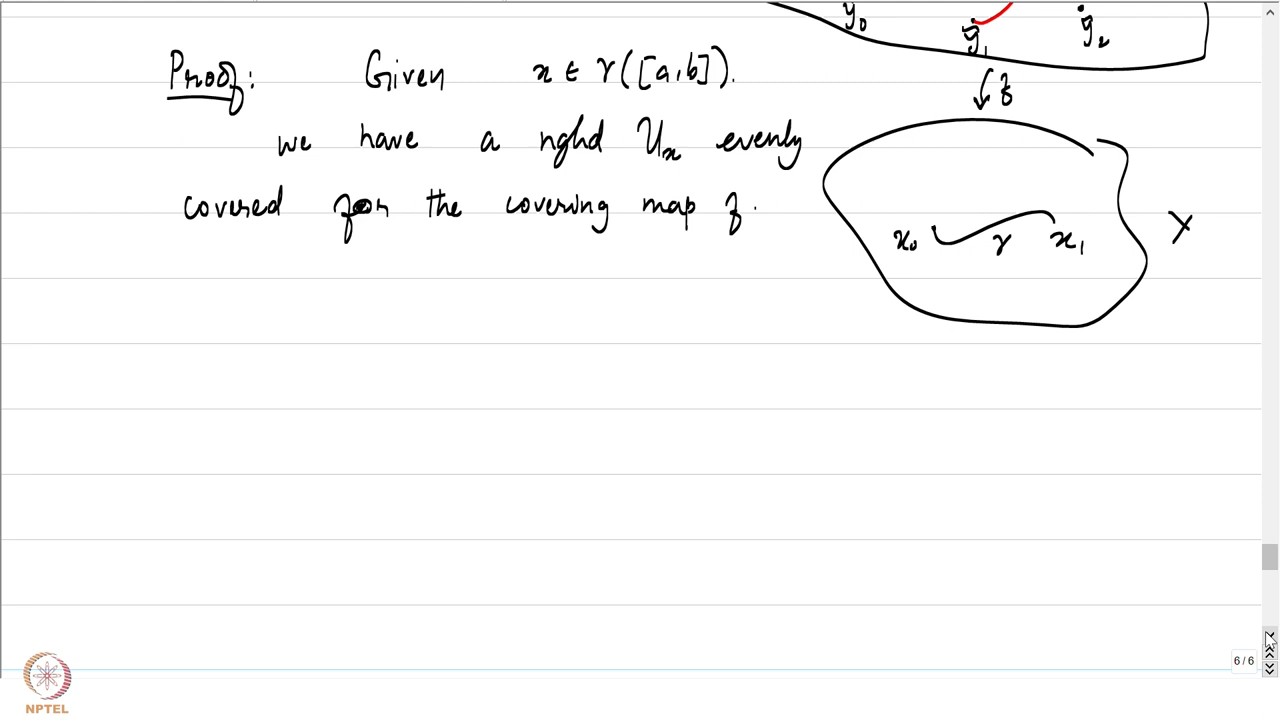 y₀ ỹ₁ ỹ₂
Proof: Given x ∈ γ([a,b]).
f
we have a nghd Uₓ evenly
covered for the covering map f.
x₀ γ x₁ X
6 / 6
NPTEL